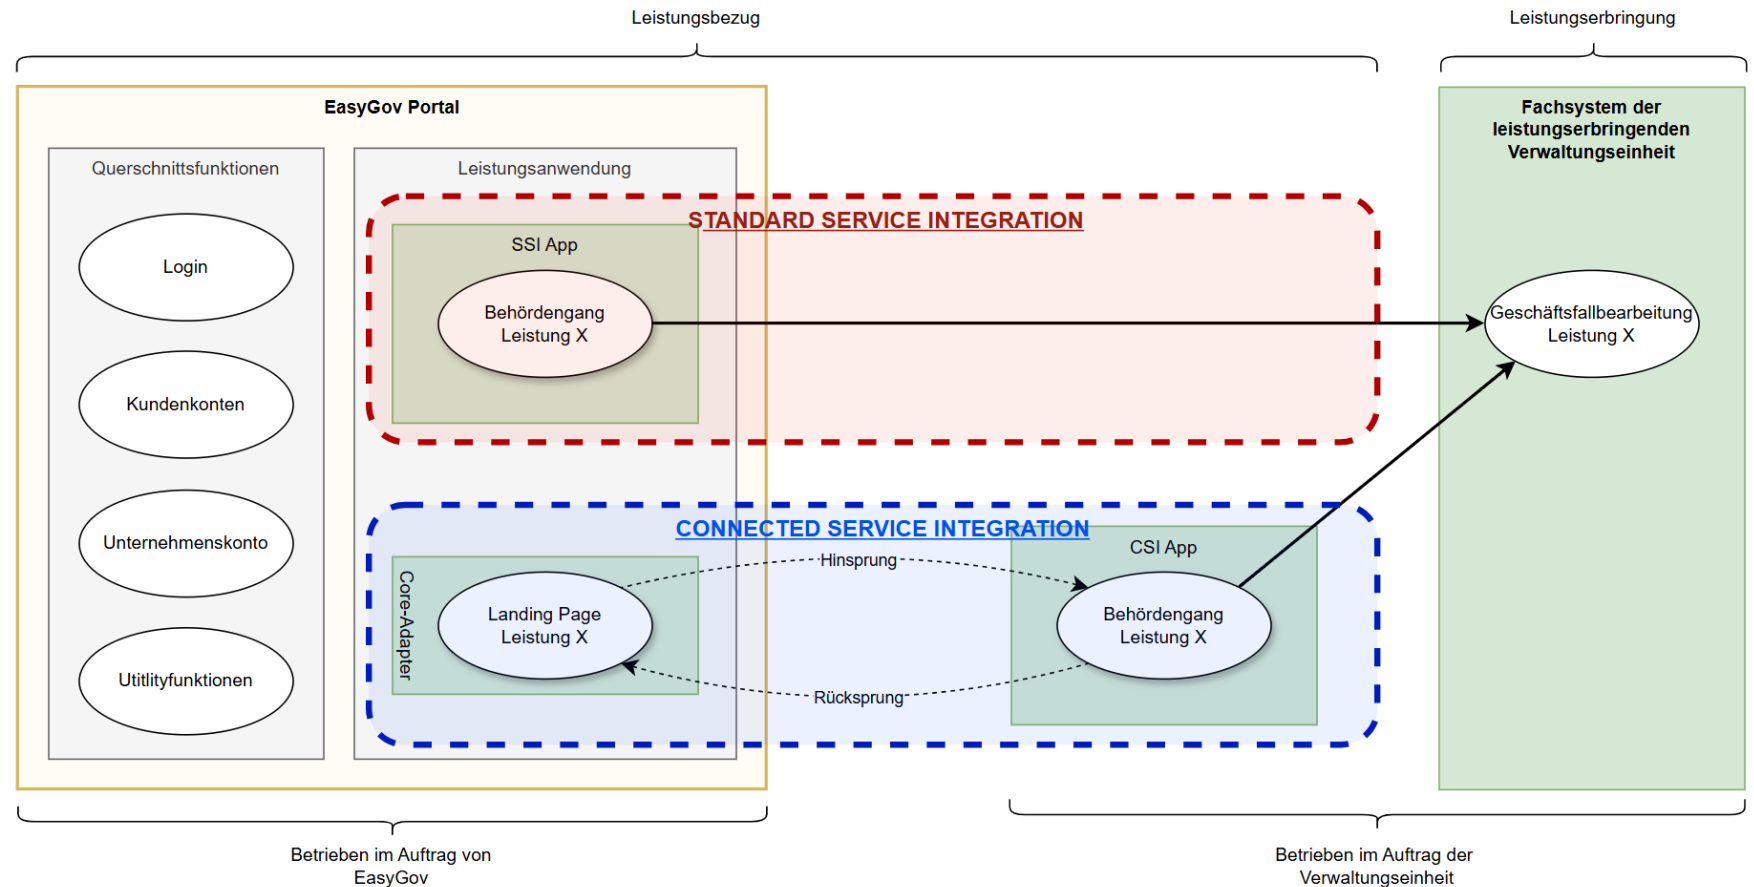 Leistungsbezug
Leistungserbringung
EasyGov Portal
Fachsystem der
leistungserbringenden
Verwaltungseinheit
Querschnittsfunktionen
Leistungsanwendung
STANDARD SERVICE INTEGRATION
SSI App
Login
Behördengang
Leistung X
Geschäftsfallbearbeitung
Leistung X
Kundenkonten
CONNECTED SERVICE INTEGRATION
Unternehmenskonto
CSI App
Hinsprung
Core-Adapter
Landing Page
Leistung X
Behördengang
Leistung X
Utitlityfunktionen
Rücksprung
Betrieben im Auftrag von
EasyGov
Betrieben im Auftrag der
Verwaltungseinheit